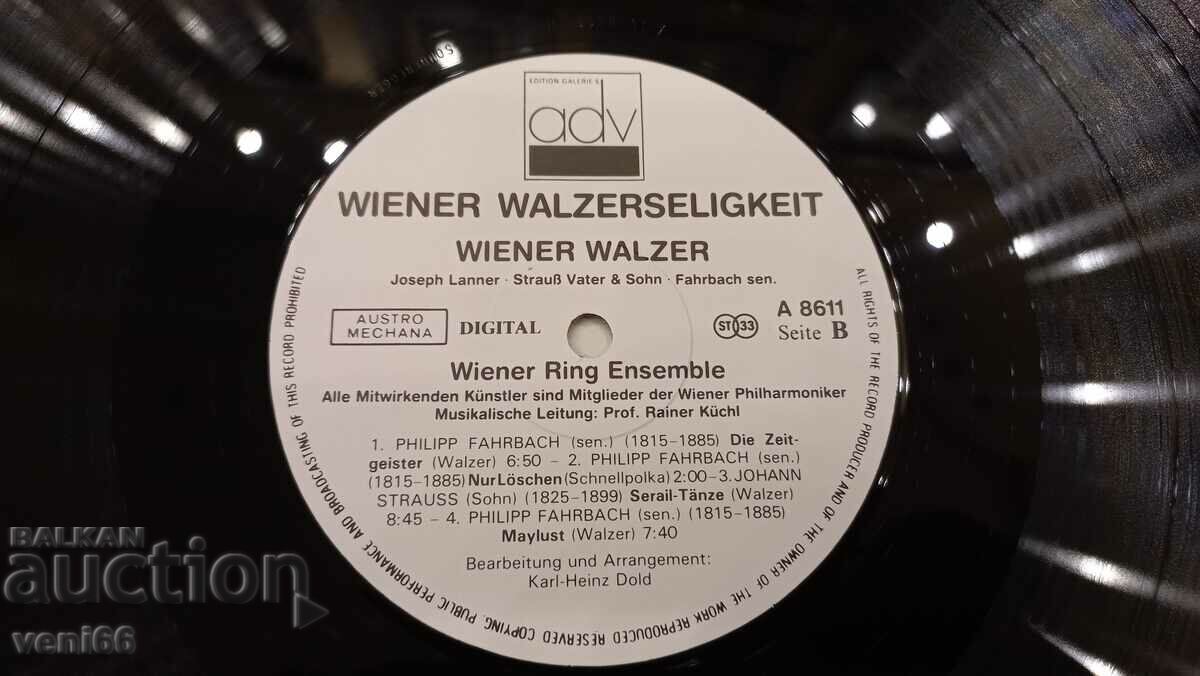 EDITION GALERIE 5
adv
WIENER WALZERSELIGKEIT
WIENER WALZER
Joseph Lanner · Strauß Vater & Sohn · Fahrbach sen.
AUSTRO
MECHANA
DIGITAL
ST 33
A 8611
Seite B
Wiener Ring Ensemble
Alle Mitwirkenden Künstler sind Mitglieder der Wiener Philharmoniker
Musikalische Leitung: Prof. Rainer Küchl
1. PHILIPP FAHRBACH (sen.) (1815-1885) Die Zeit-
geister (Walzer) 6:50 – 2. PHILIPP FAHRBACH (sen.)
(1815-1885) Nur Löschen (Schnellpolka) 2:00-3. JOHANN
STRAUSS (Sohn) (1825-1899) Serail-Tänze (Walzer)
8:45 – 4. PHILIPP FAHRBACH (sen.) (1815-1885)
Maylust (Walzer) 7:40
Bearbeitung und Arrangement:
Karl-Heinz Dold
ALL RIGHTS OF THE RECORD PRODUCER AND OF THE OWNER OF THE WORK REPRODUCED RESERVED COPYING, PUBLIC PERFORMANCE AND BROADCASTING OF THIS RECORD PROHIBITED
BALKAN
auction
veni66